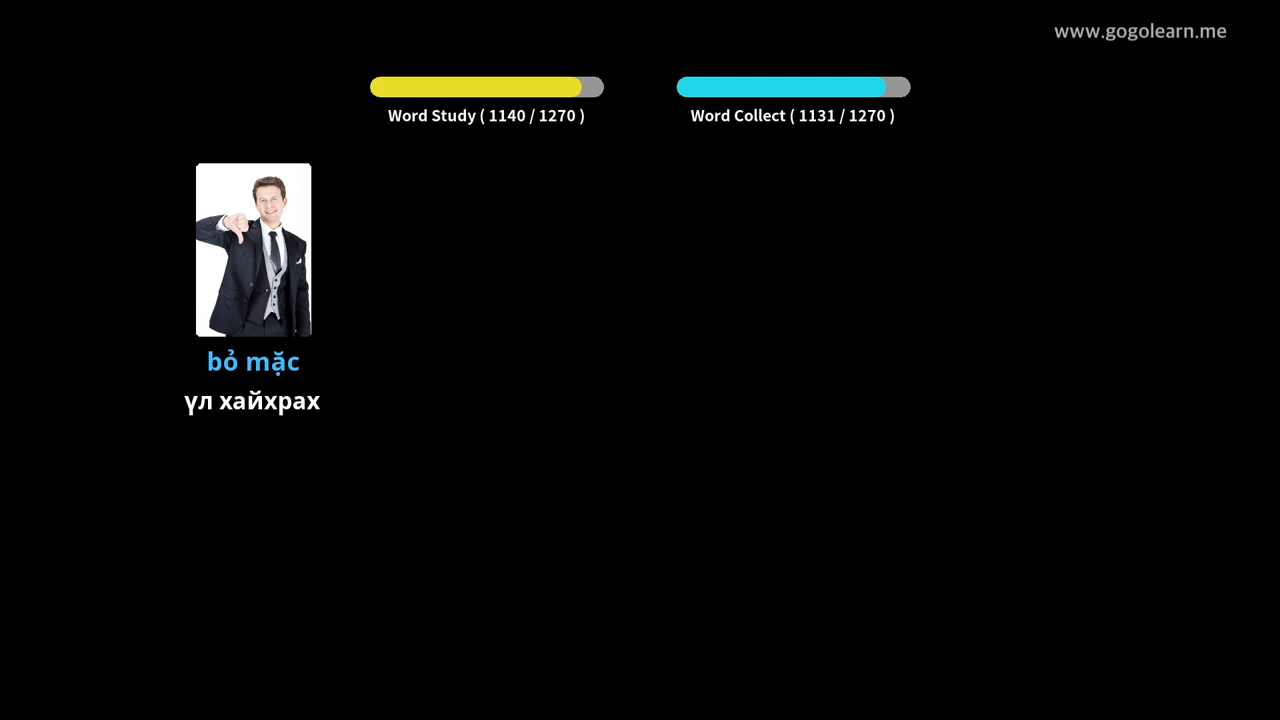 www.gogolearn.me
Word Study ( 1140 / 1270 )
Word Collect ( 1131 / 1270 )
bỏ mặc
үл хайхрах